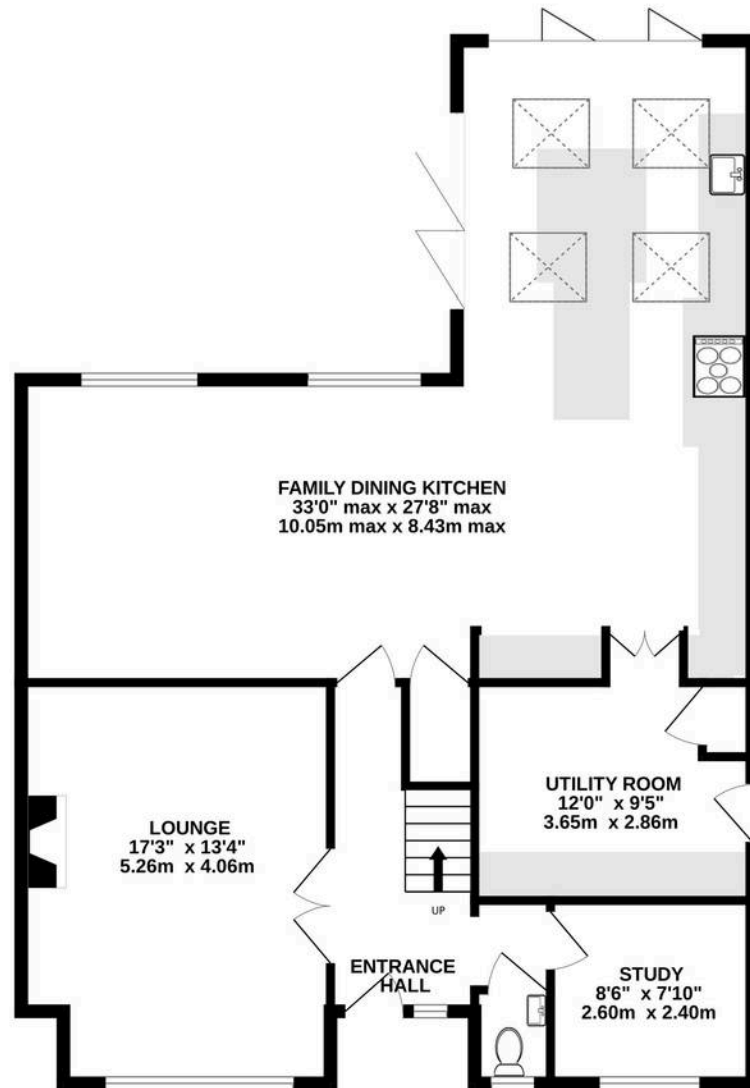 FAMILY DINING KITCHEN
33'0" max x 27'8" max
10.05m max x 8.43m max
UTILITY ROOM
12'0" x 9'5"
3.65m x 2.86m
LOUNGE
17'3" x 13'4"
5.26m x 4.06m
UP
ENTRANCE
HALL
STUDY
8'6" x 7'10"
2.60m x 2.40m